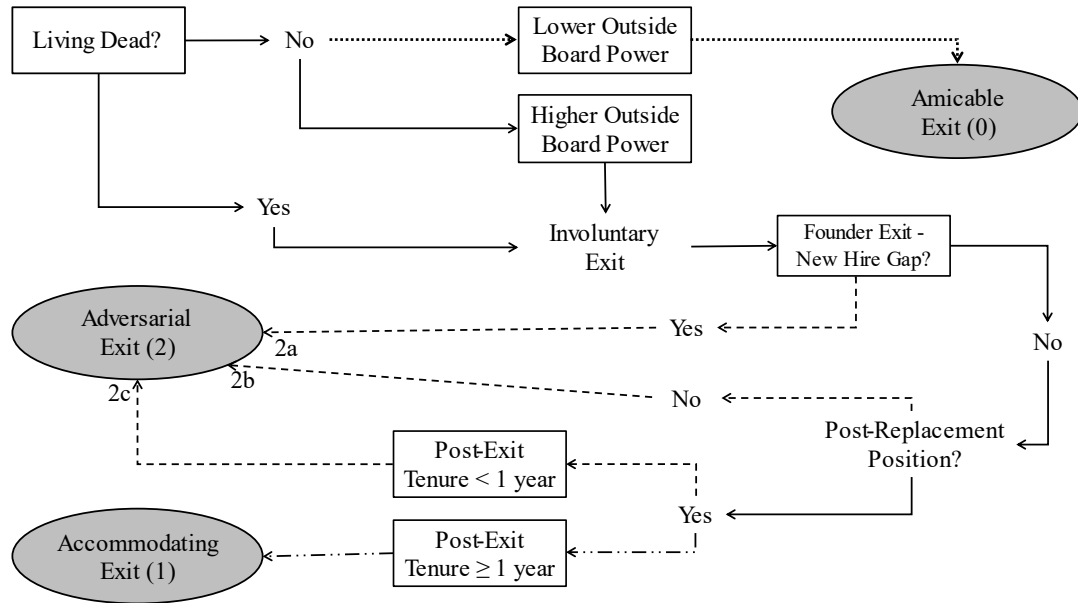 Living Dead?
No
Lower Outside
Board Power
Amicable
Exit (0)
Higher Outside
Board Power
Yes
Involuntary
Exit
Founder Exit -
New Hire Gap?
Adversarial
Exit (2)
2a
Yes
No
2b
2c
No
Post-Replacement
Position?
Post-Exit
Tenure < 1 year
Yes
Accommodating
Exit (1)
Post-Exit
Tenure ≥ 1 year